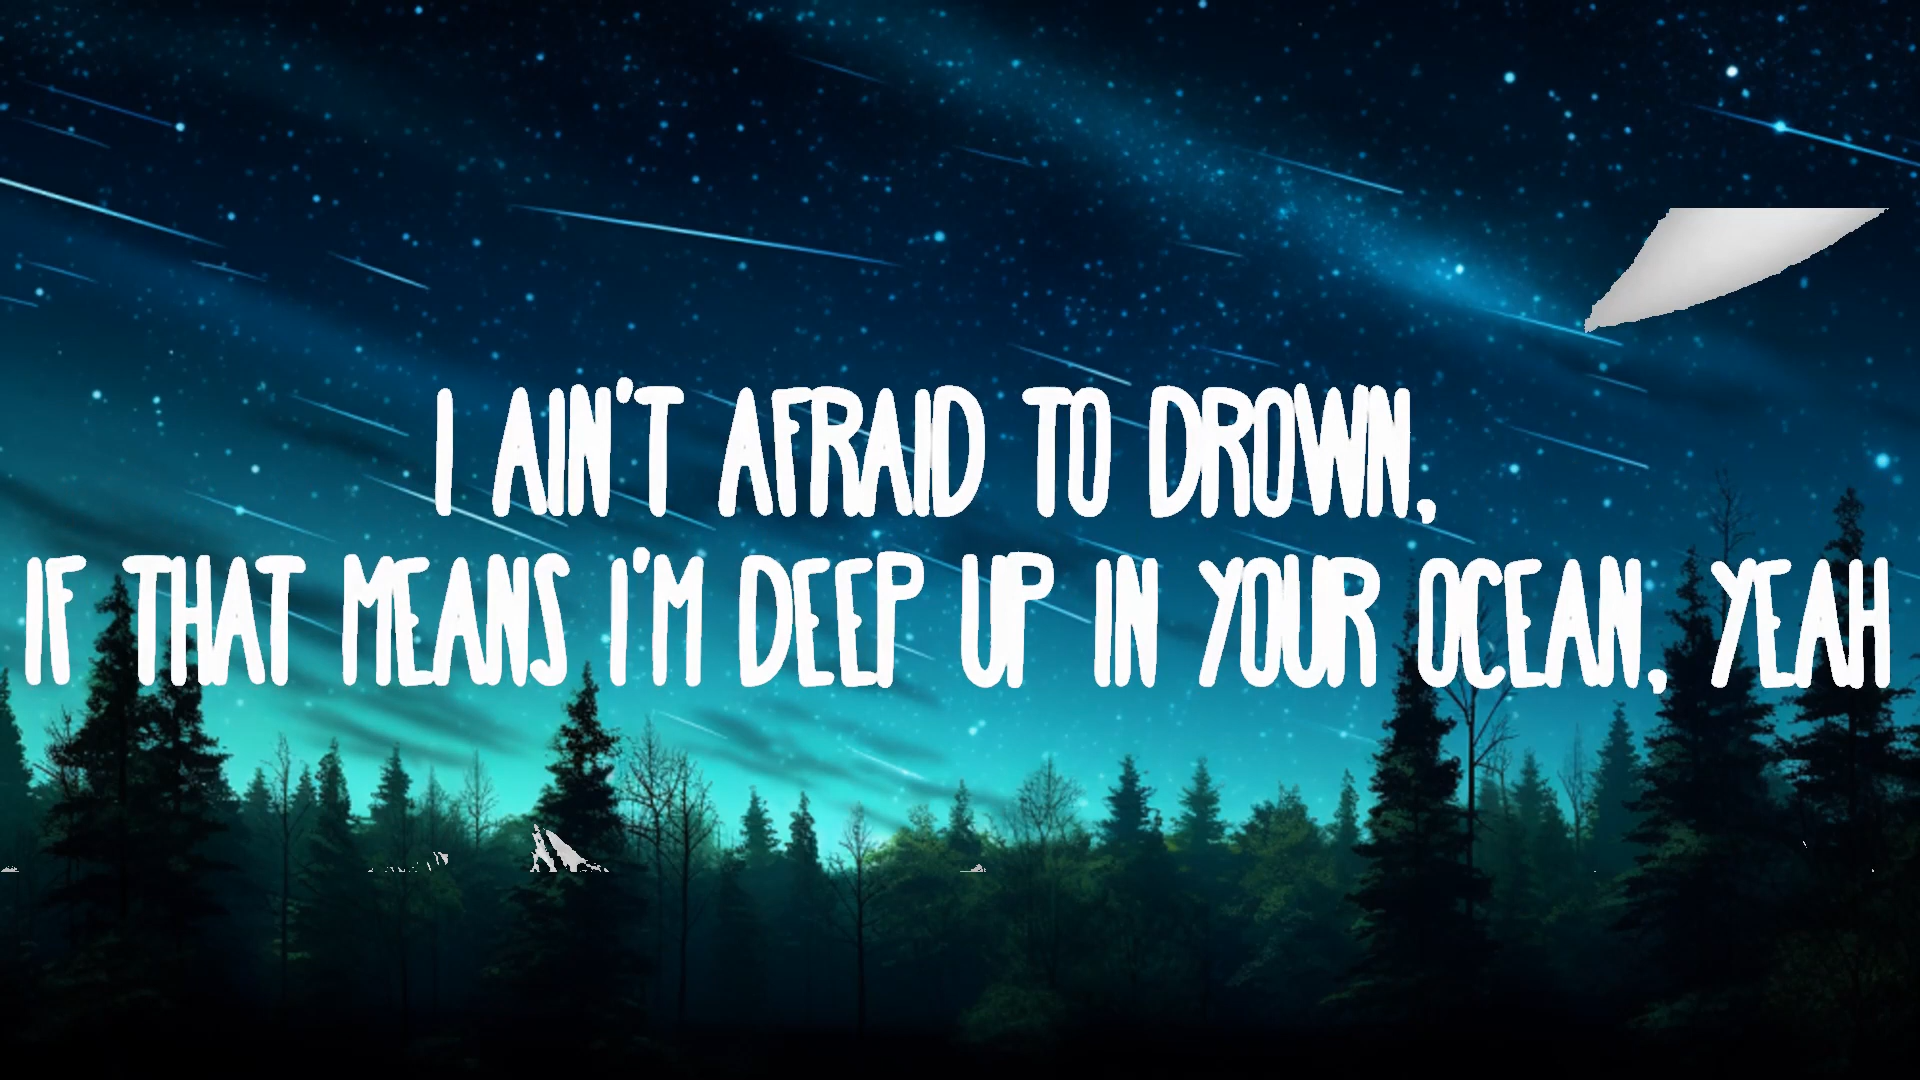 I AIN'T AFRAID TO DROWN,
IF THAT MEANS I'M DEEP UP IN YOUR OCEAN, YEAH